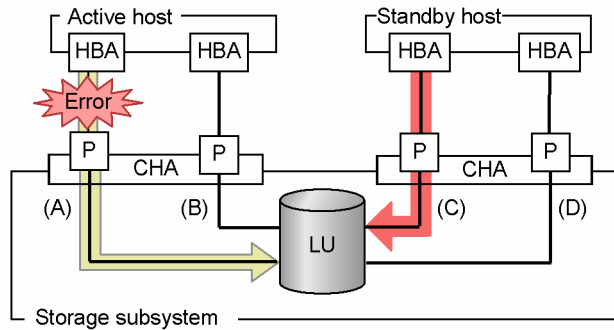 Active host
Standby host
HBA
HBA
HBA
HBA
Error
P
P
P
P
CHA
CHA
(A)
(B)
(C)
(D)
LU
Storage subsystem